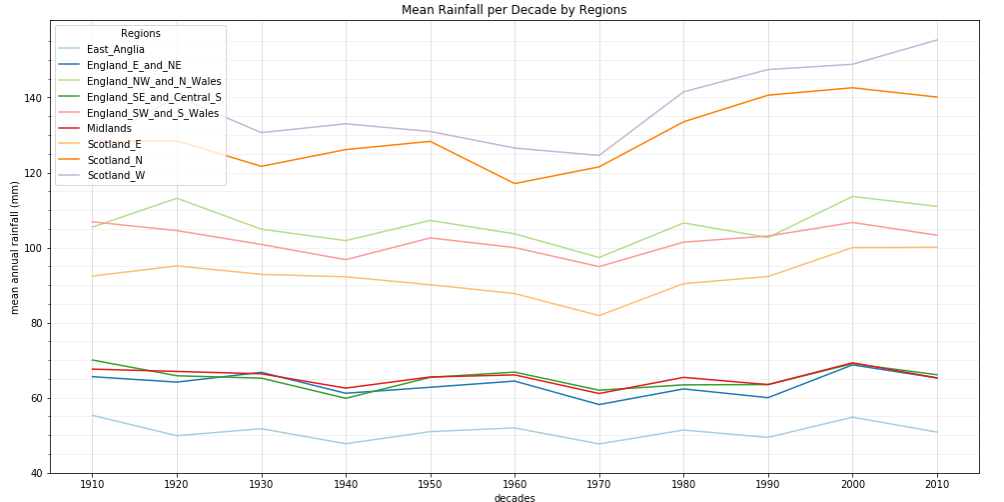 Mean Rainfall per Decade by Regions
Regions
East_Anglia
England_E_and_NE
England_NW_and_N_Wales
England_SE_and_Central_S
England_SW_and_S_Wales
Midlands
Scotland_E
Scotland_N
Scotland_W
mean annual rainfall (mm)
140
120
100
80
60
40
1910 1920 1930 1940 1950 1960 1970 1980 1990 2000 2010
decades